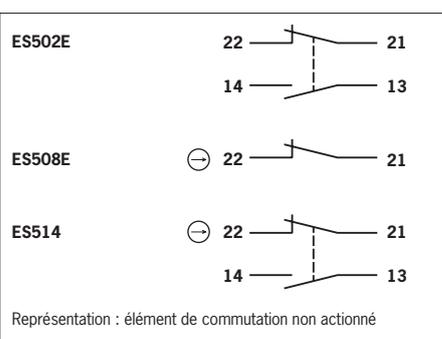 ES502E 22 21
14 13
ES508E 22 21
ES514 22 21
14 13
Représentation : élément de commutation non actionné